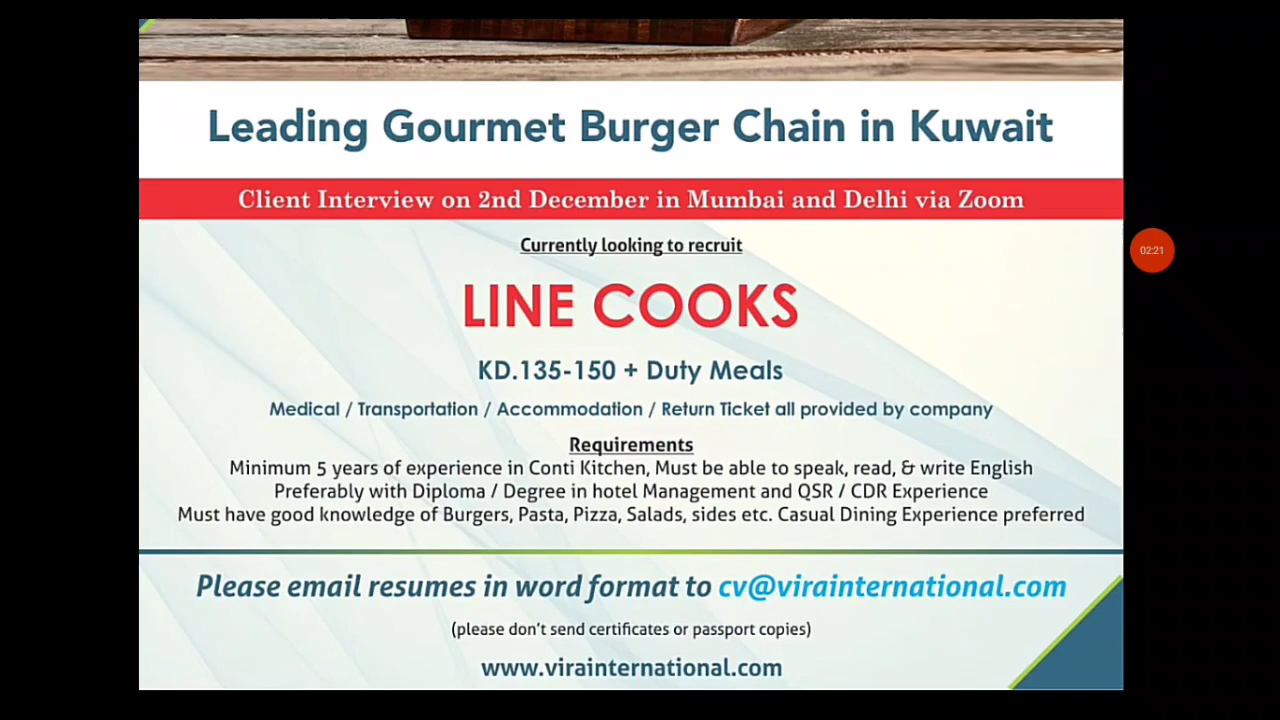 Leading Gourmet Burger Chain in Kuwait
Client Interview on 2nd December in Mumbai and Delhi via Zoom
Currently looking to recruit
LINE COOKS
KD.135-150 + Duty Meals
Medical / Transportation / Accommodation / Return Ticket all provided by company
Requirements
Minimum 5 years of experience in Conti Kitchen, Must be able to speak, read, & write English
Preferably with Diploma / Degree in hotel Management and QSR / CDR Experience
Must have good knowledge of Burgers, Pasta, Pizza, Salads, sides etc. Casual Dining Experience preferred
Please email resumes in word format to cv@virainternational.com
(please don't send certificates or passport copies)
www.virainternational.com
02:21